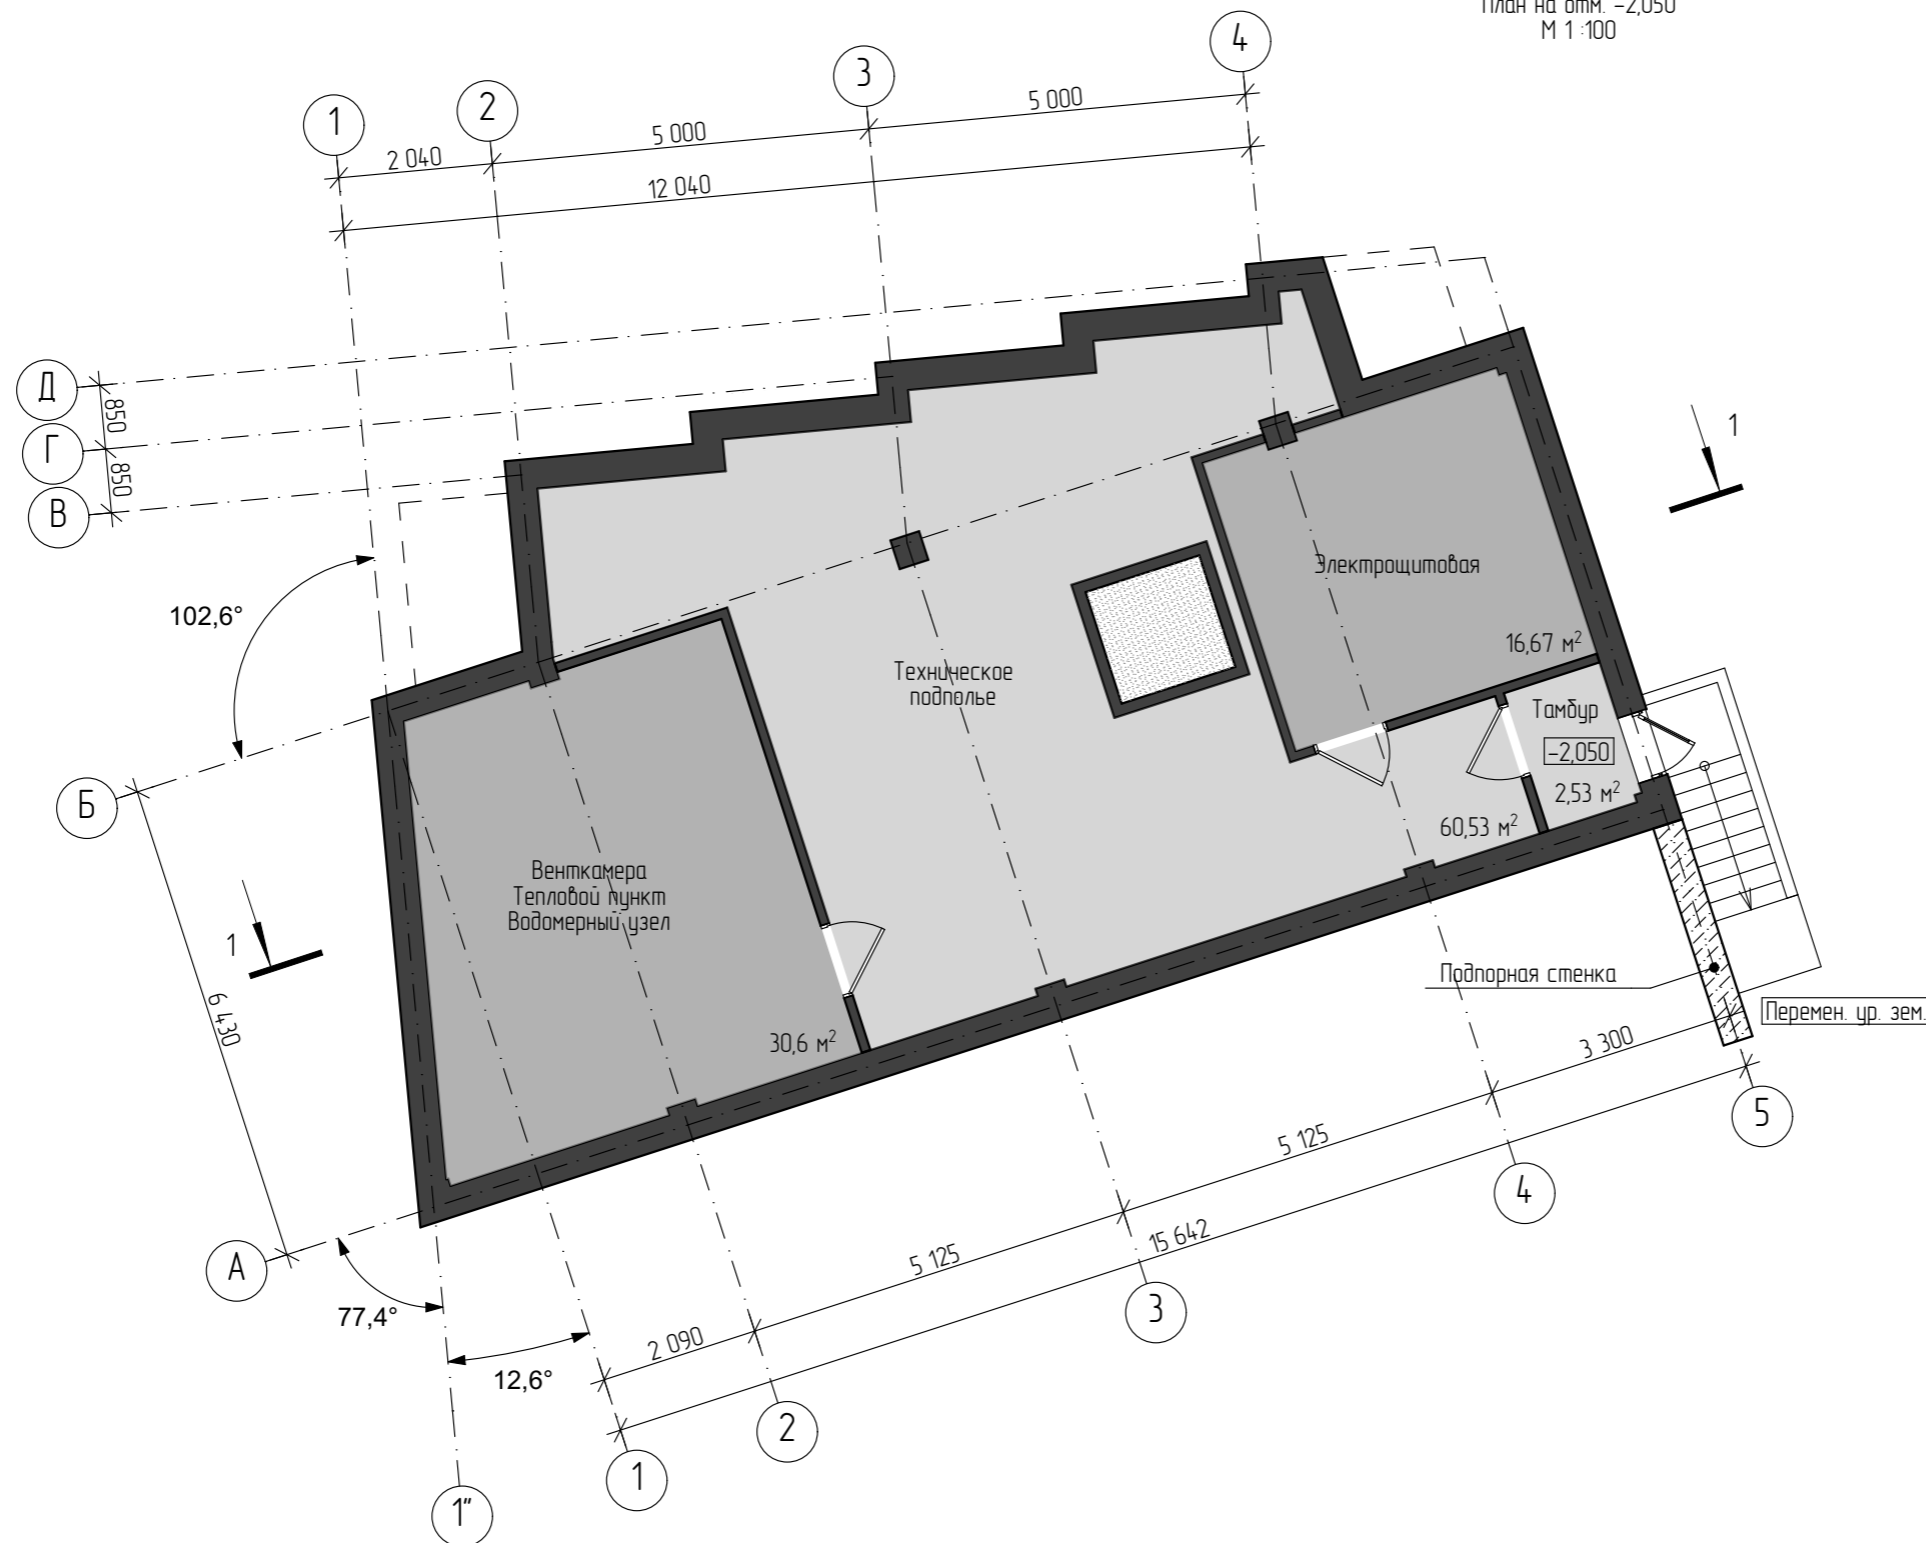 План на отм. -2,050
М 1 :100
4
3
2
1
5 000
5 000
2 040
12 040
Д
850
Г
850
В
1
Электрощитовая
102,6°
16,67 м²
Техническое
подполье
Тамбур
-2,050
2,53 м²
60,53 м²
Б
Венткамера
Тепловой пункт
Водомерный узел
1
Подпорная стенка
Перемен. ур. зем.
6 430
30,6 м²
3 300
5
5 125
4
15 642
5 125
А
3
77,4°
2 090
12,6°
2
1
1"